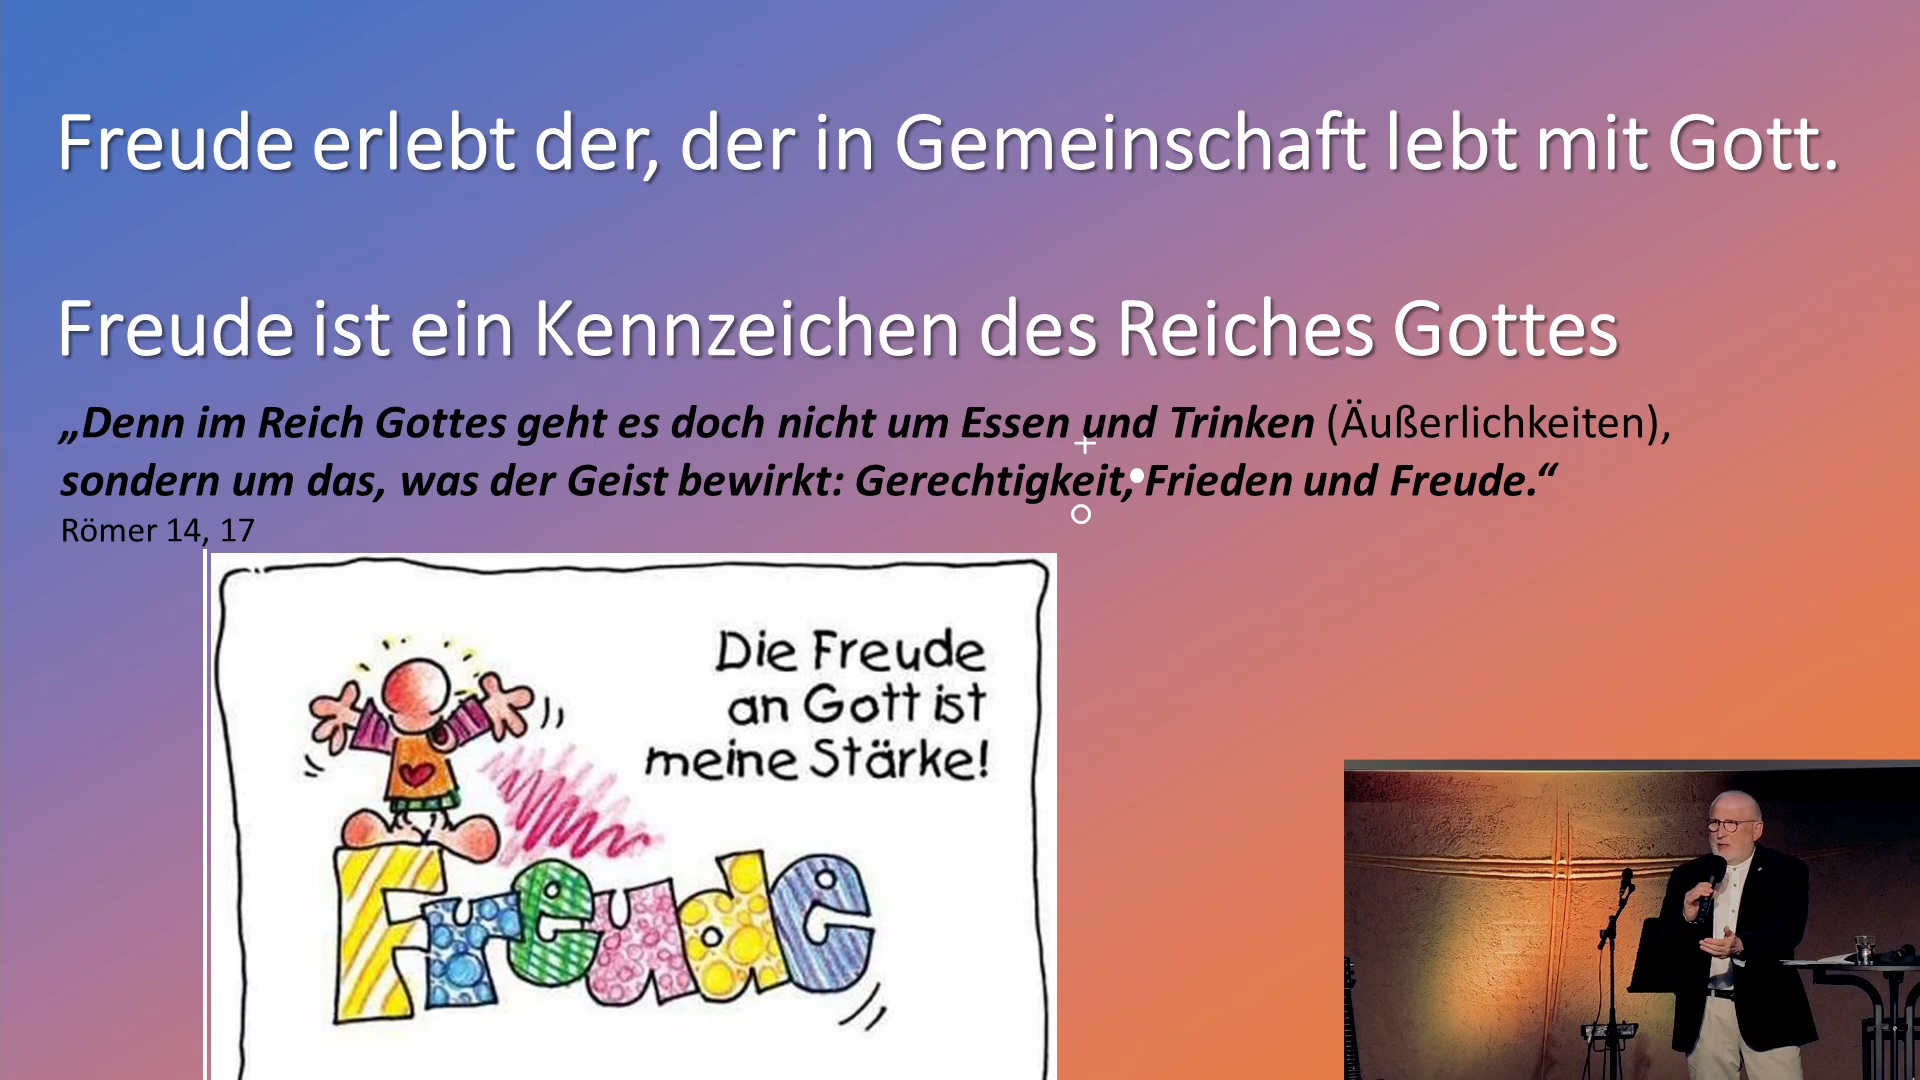 Freude erlebt der, der in Gemeinschaft lebt mit Gott.
Freude ist ein Kennzeichen des Reiches Gottes
„Denn im Reich Gottes geht es doch nicht um Essen und Trinken (Äußerlichkeiten),
sondern um das, was der Geist bewirkt: Gerechtigkeit, Frieden und Freude.“
Römer 14, 17
Die Freude
an Gott ist
meine Stärke!
Freude